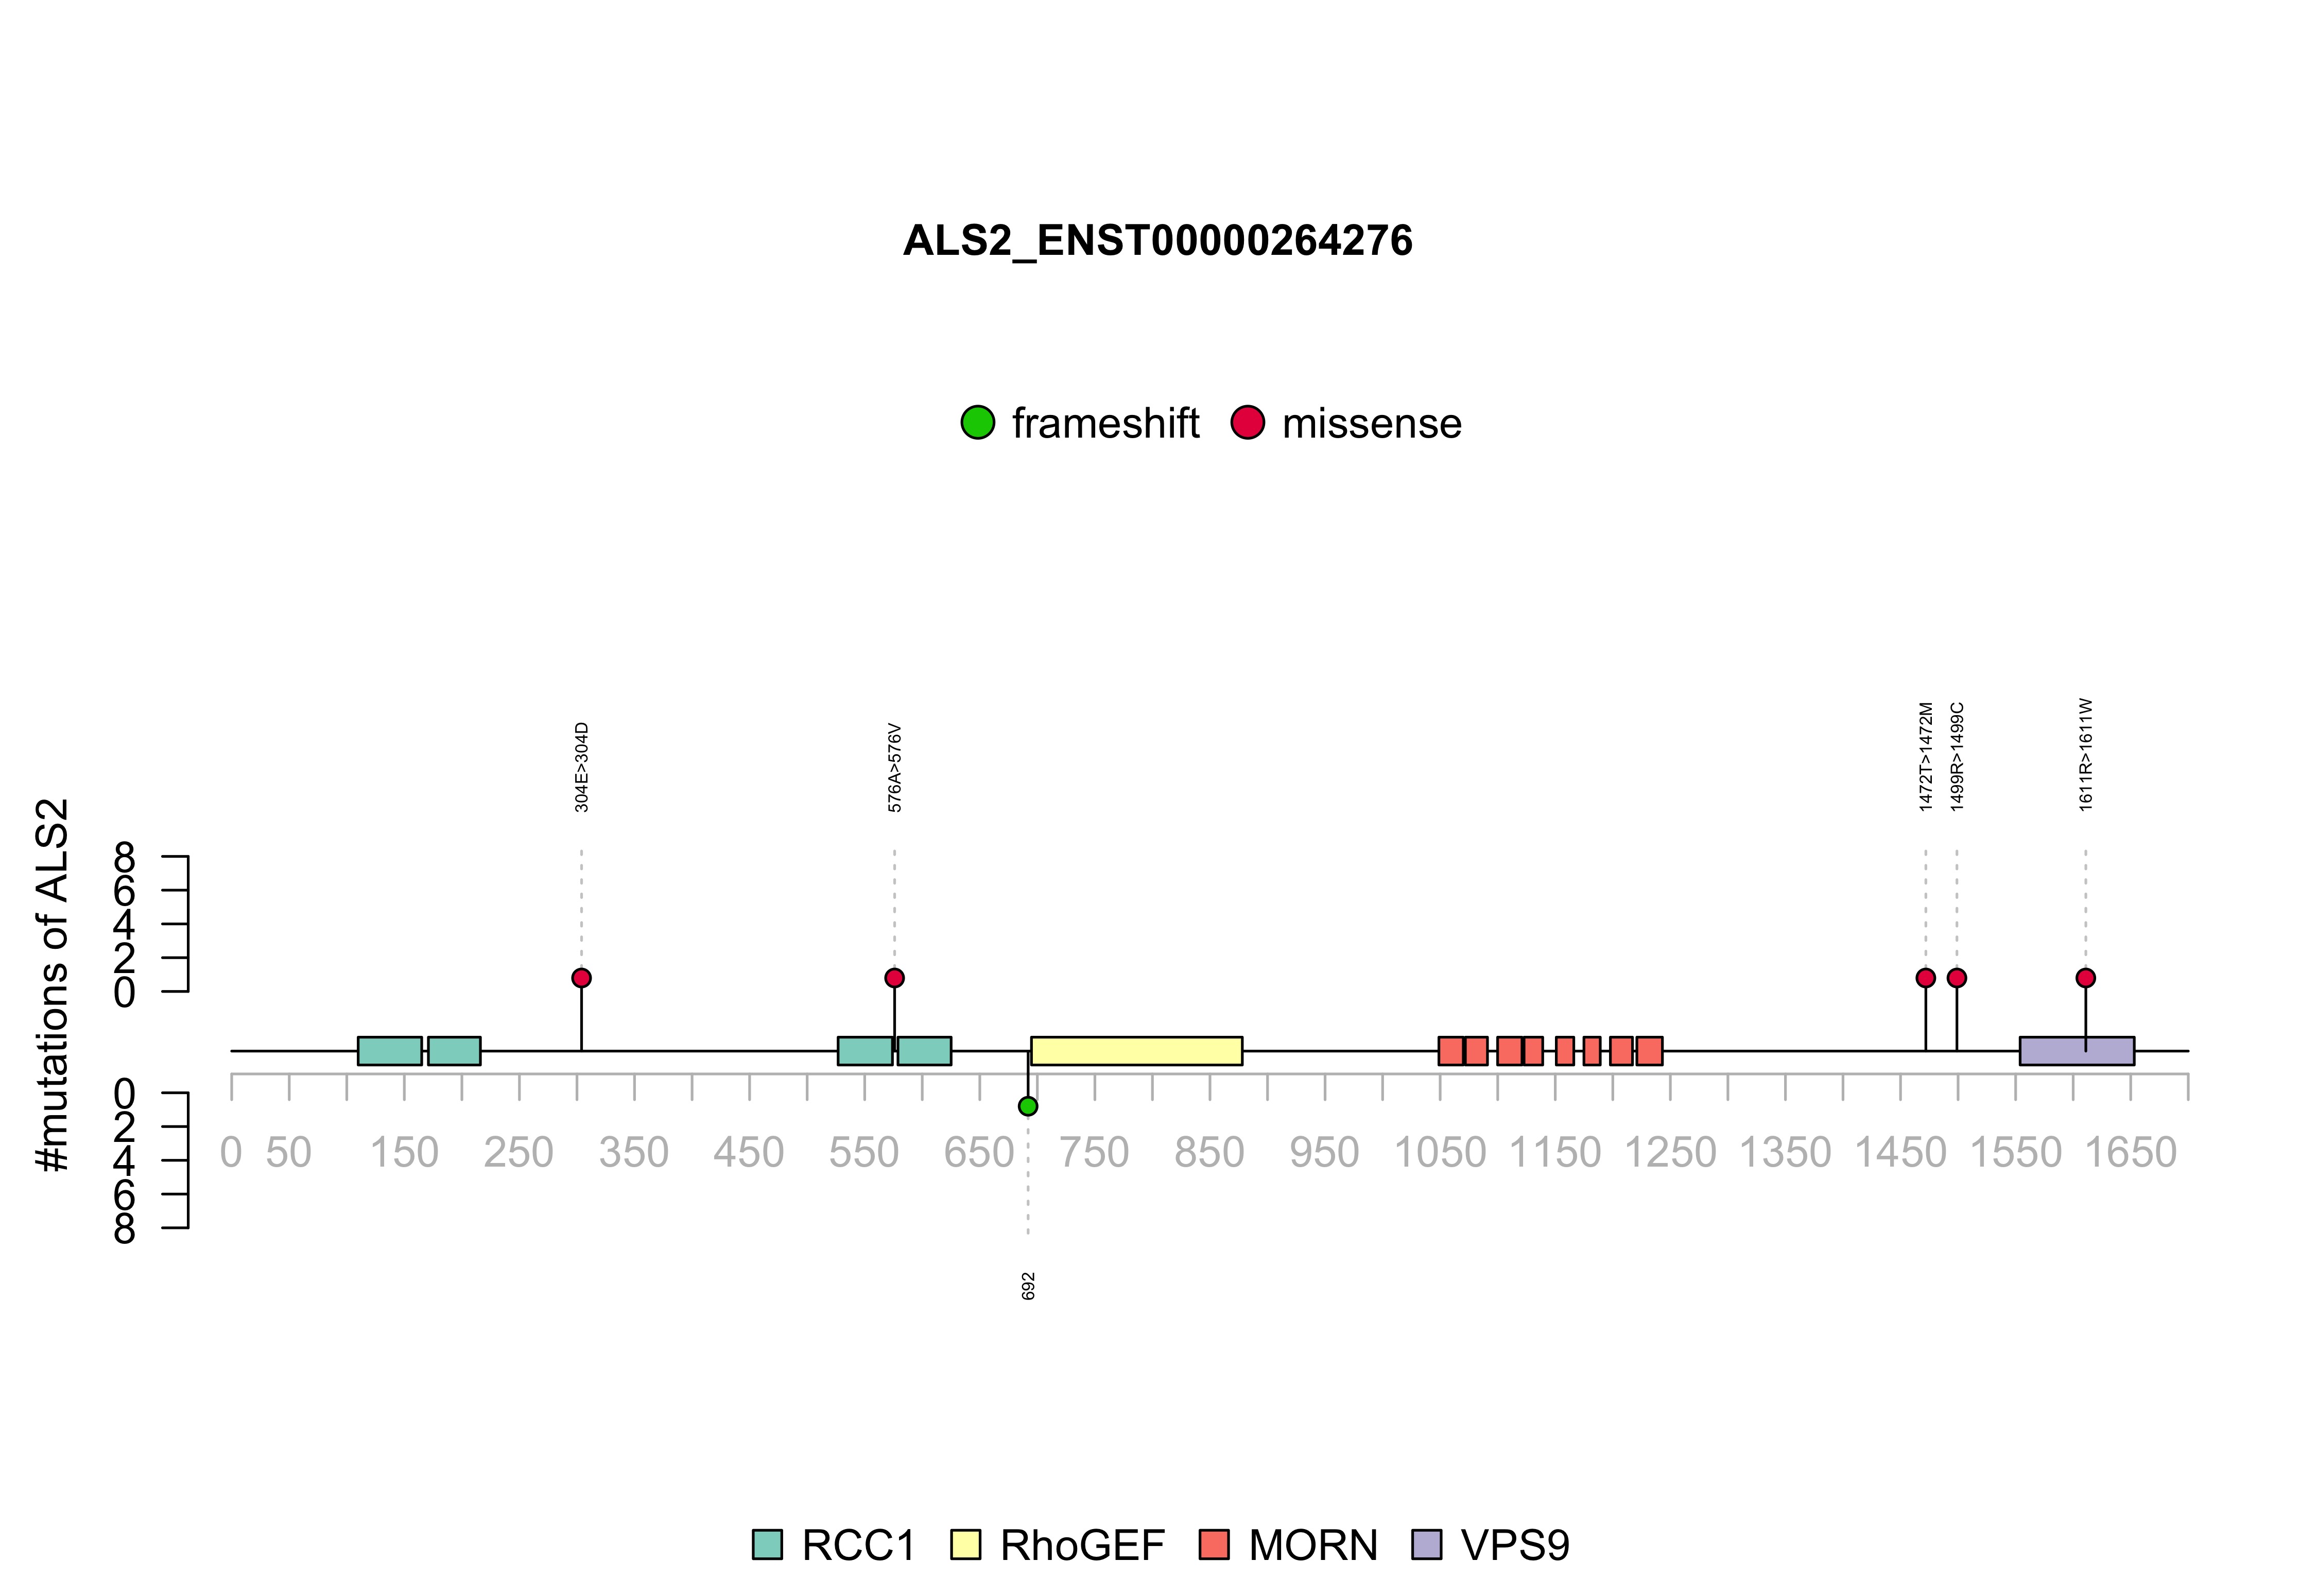 ALS2_ENST00000264276
frameshift missense
304E>304D
576A>576V
1472T>1472M
1499R>1499C
1611R>1611W
#mutations of ALS2
8
6
4
2
0
0
2
4
6
8
0 50 150 250 350 450 550 650 750 850 950 1050 1150 1250 1350 1450 1550 1650
692
RCC1 RhoGEF MORN VPS9